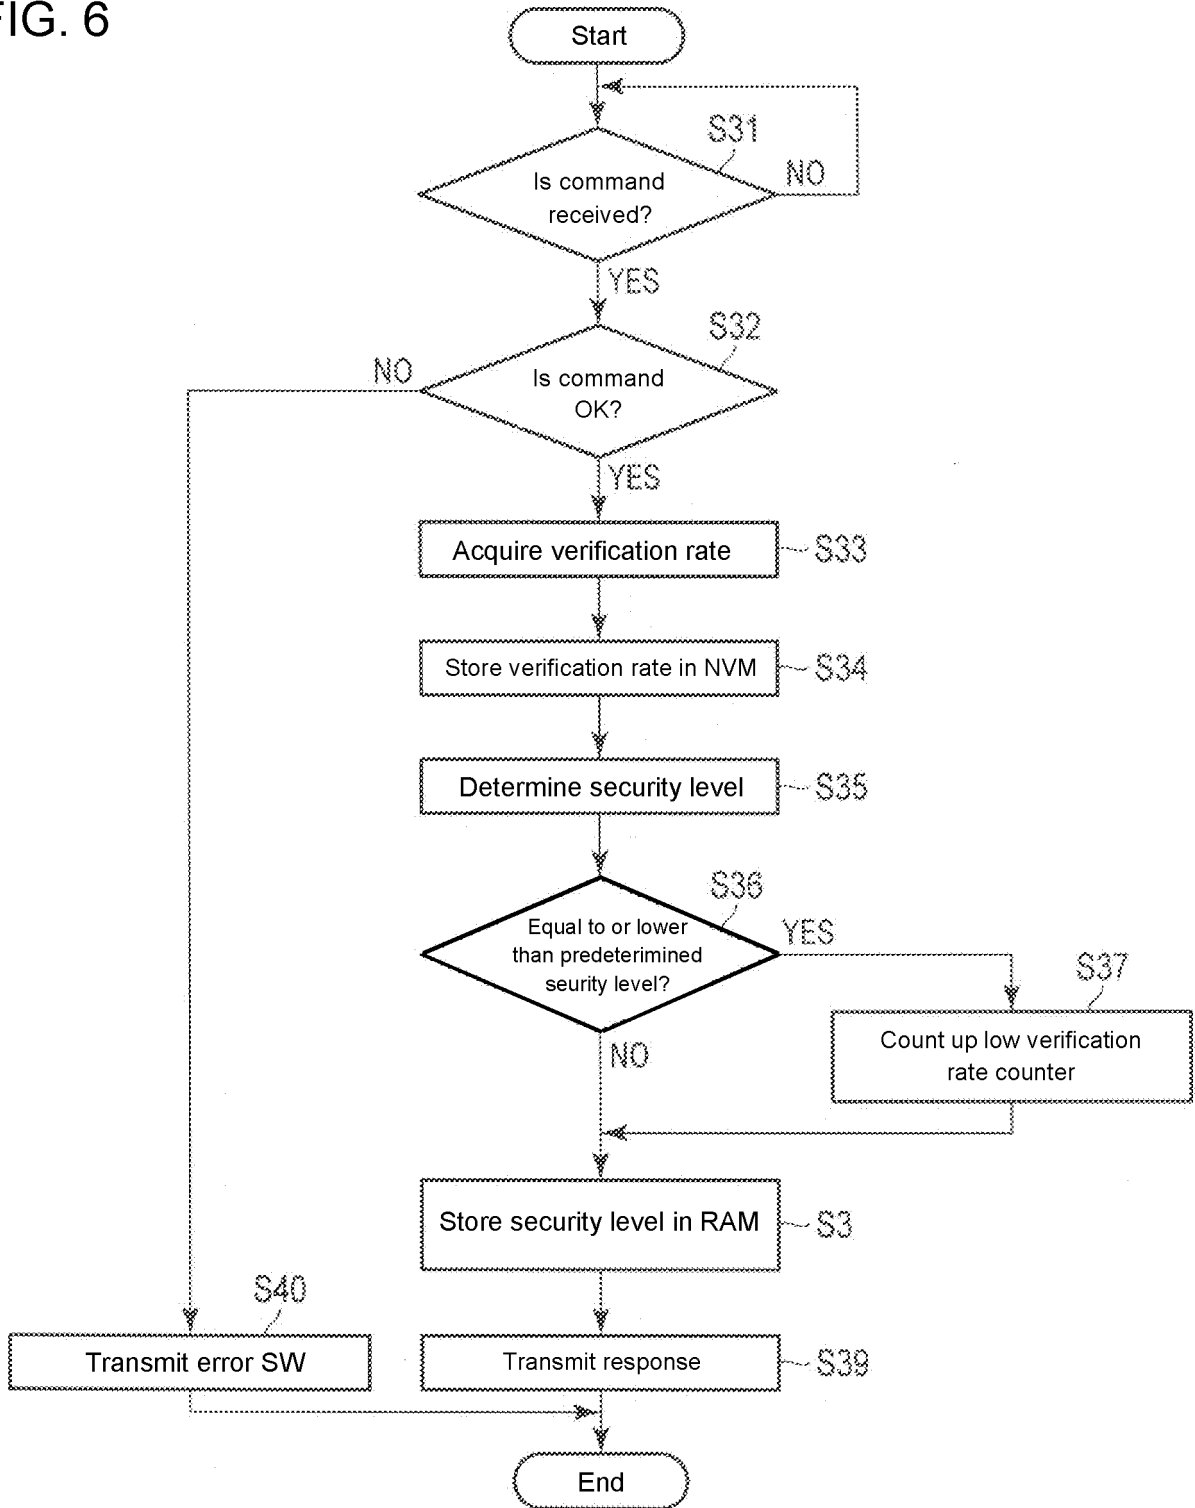 FIG. 6
Start
S31
Is command
received?
NO
YES
S32
NO
Is command
OK?
YES
Acquire verification rate
S33
Store verification rate in NVM
S34
Determine security level
S35
S36
Equal to or lower
than predeterimined
seurity level?
YES
S37
Count up low verification
rate counter
NO
Store security level in RAM
S3
S40
Transmit error SW
Transmit response
S39
End